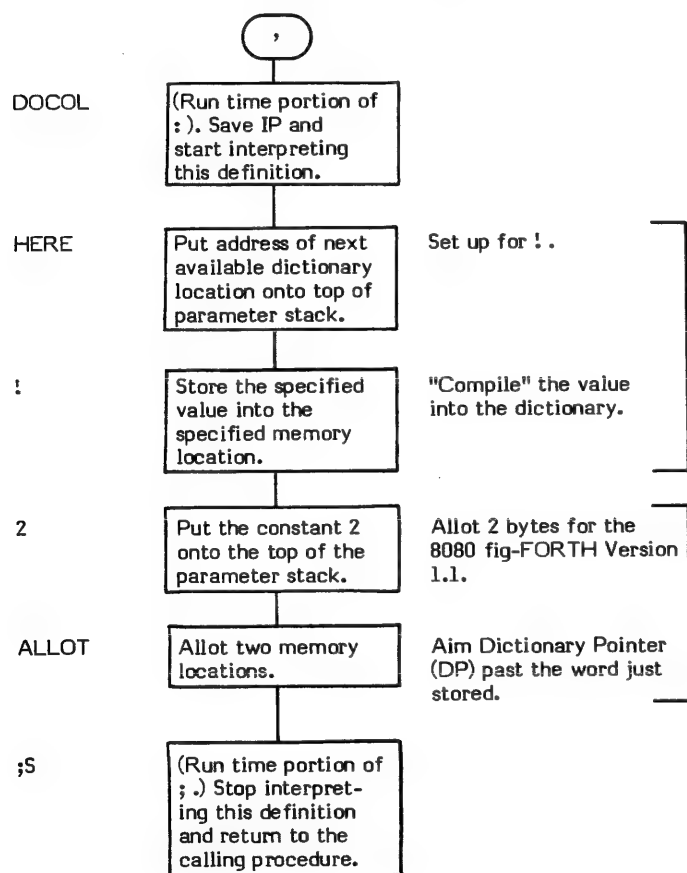 ,
DOCOL
(Run time portion of
: ). Save IP and
start interpreting
this definition.
HERE
Put address of next
available dictionary
location onto top of
parameter stack.
Set up for ! .
!
Store the specified
value into the
specified memory
location.
"Compile" the value
into the dictionary.
2
Put the constant 2
onto the top of the
parameter stack.
Allot 2 bytes for the
8080 fig-FORTH Version
1.1.
ALLOT
Allot two memory
locations.
Aim Dictionary Pointer
(DP) past the word just
stored.
;S
(Run time portion of
; .) Stop interpret-
ing this definition
and return to the
calling procedure.